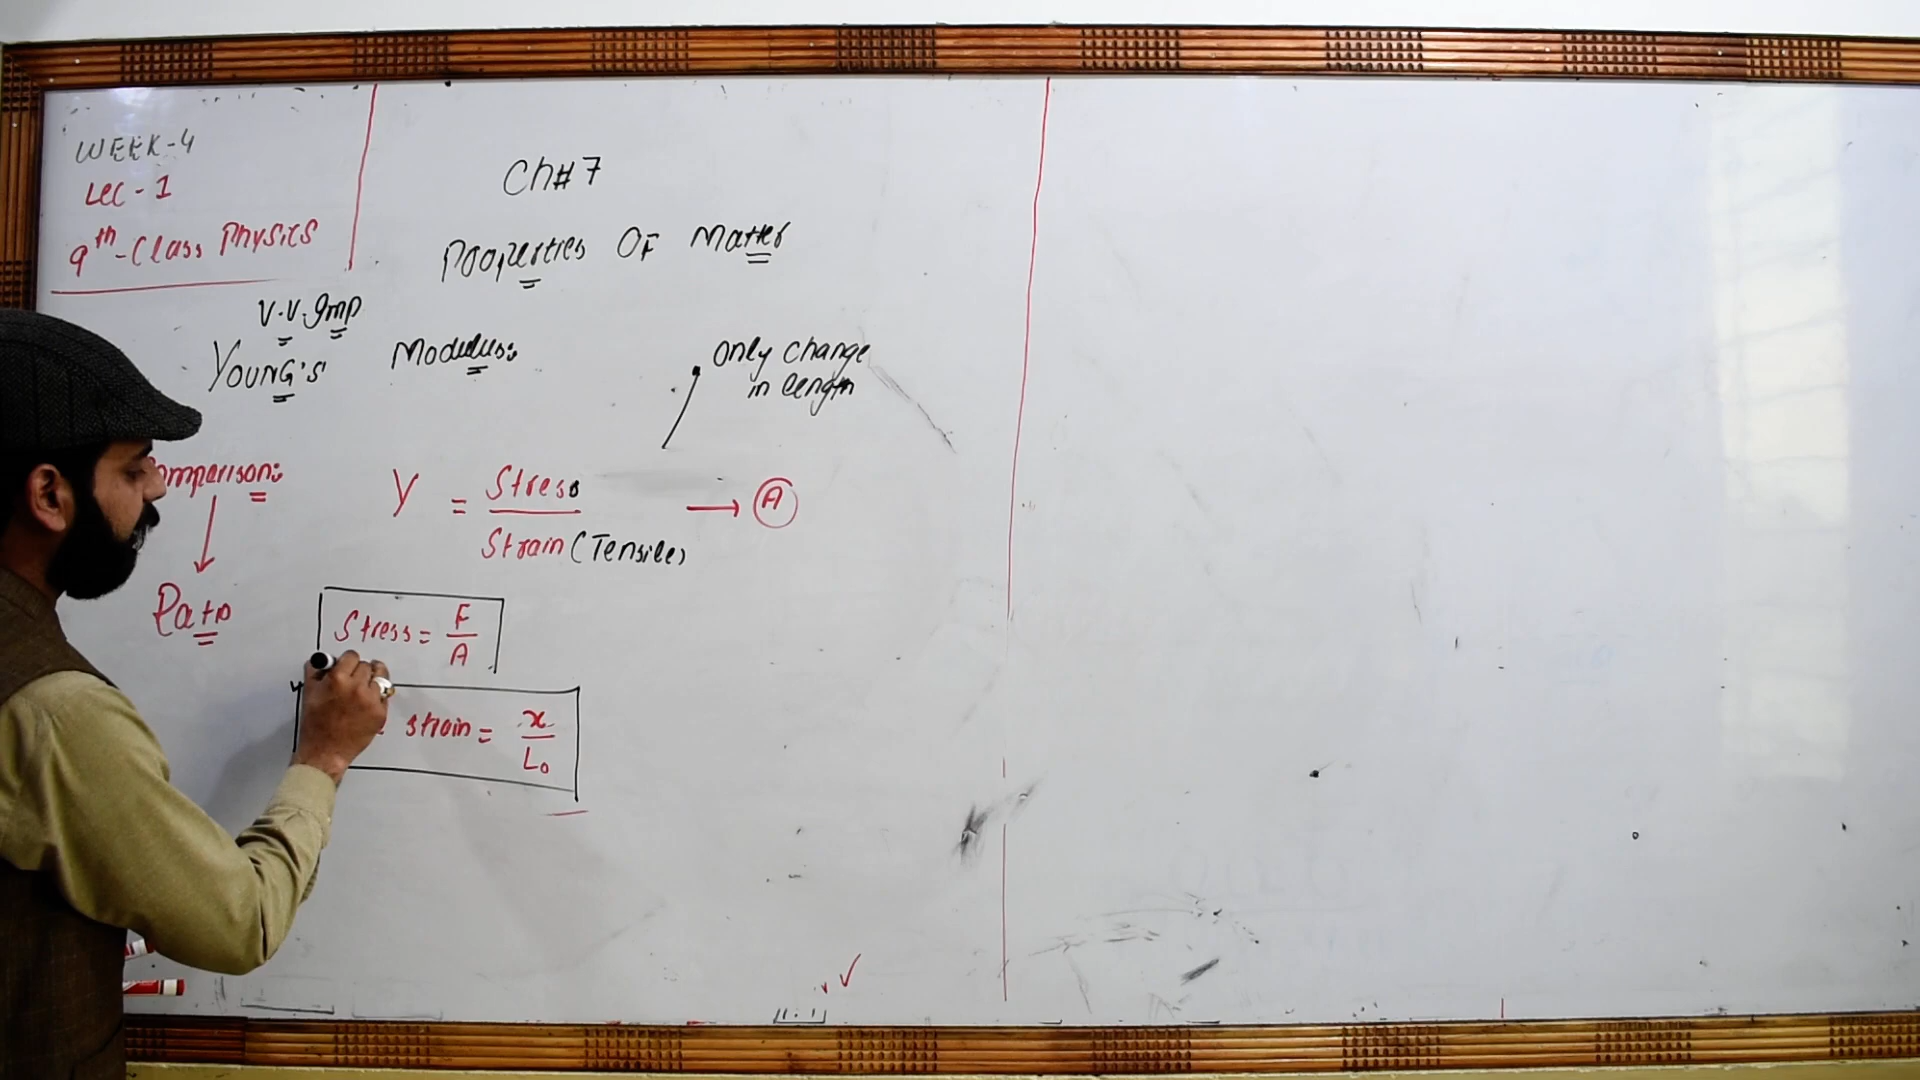 WEEK-4
Lec-1
9th-Class Physics
Ch#7
Properties OF Matter
V.V.Imp
YOUNG'S Modulus:
Only change
in length
omparison:
Y = Stress
Strain (Tensile)
→ A
Ratio
Stress = F
A
strain = x
L₀